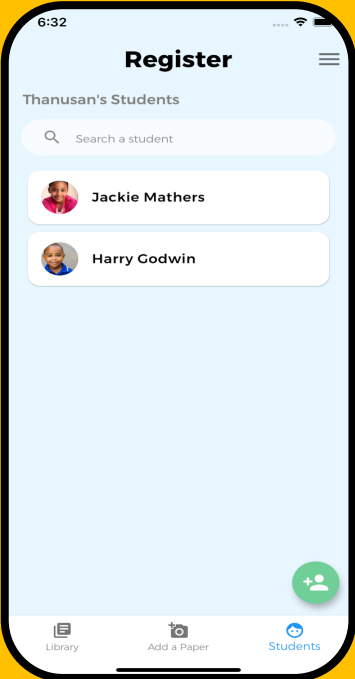 6:32
Register
Thanusan's Students
Search a student
Jackie Mathers
Harry Godwin
Library
Add a Paper
Students